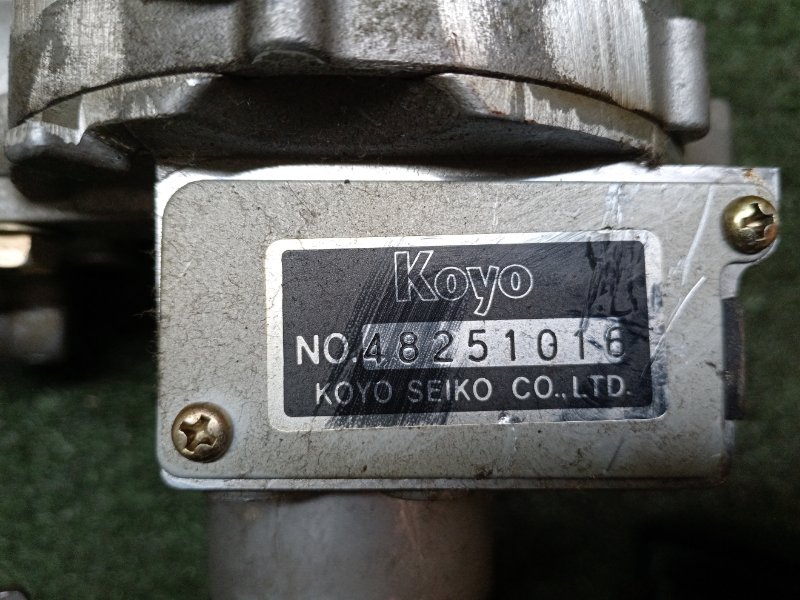 Koyo
NO. 48251016
KOYO SEIKO CO., LTD.